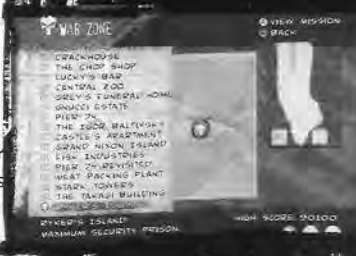 WAR ZONE
VIEW MISSION
BACK
CRACKHOUSE
THE CHOP SHOP
LUCKY'S BAR
CENTRAL ZOO
GREY'S FUNERAL HOME
GNUCCI ESTATE
PIER 74
THE IGOR BALTIYSKY
CASTLE'S APARTMENT
GRAND NIXON ISLAND
FISK INDUSTRIES
PIER 74 REVISITED
MEAT PACKING PLANT
STARK TOWERS
THE TAKAGI BUILDING
RYKER'S ISLAND
MAXIMUM SECURITY PRISON
HIGH SCORE 90100